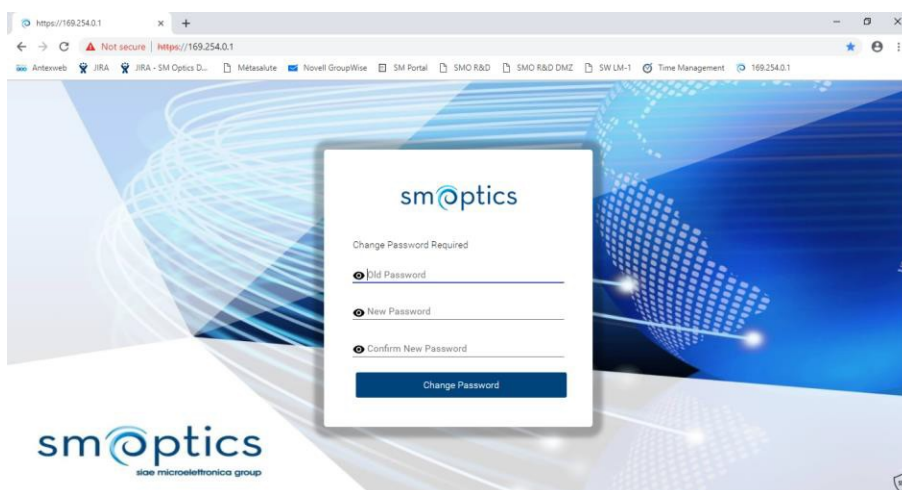 https://169.254.0.1
Not secure | https://169.254.0.1
Antexweb JIRA JIRA - SM Optics D... Métasalute Novell GroupWise SM Portal SMO R&D SMO R&D DMZ SW LM-1 Time Management 169.254.0.1
smoptics
Change Password Required
Old Password
New Password
Confirm New Password
Change Password
smoptics
siae microelettronica group